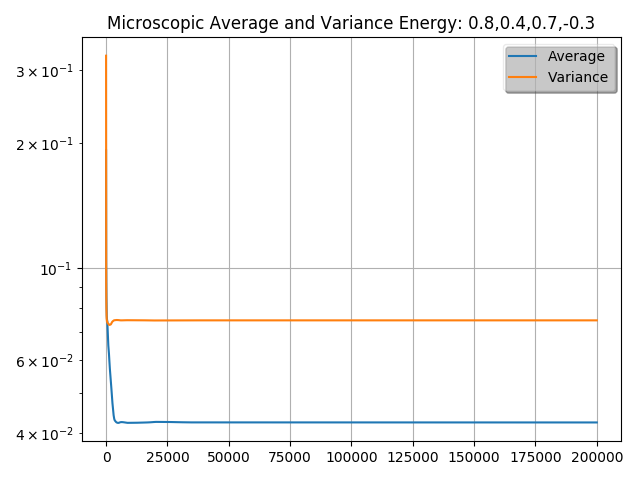 Microscopic Average and Variance Energy: 0.8,0.4,0.7,-0.3
Average
Variance
3 × 10⁻¹
2 × 10⁻¹
10⁻¹
6 × 10⁻²
4 × 10⁻²
0 25000 50000 75000 100000 125000 150000 175000 200000